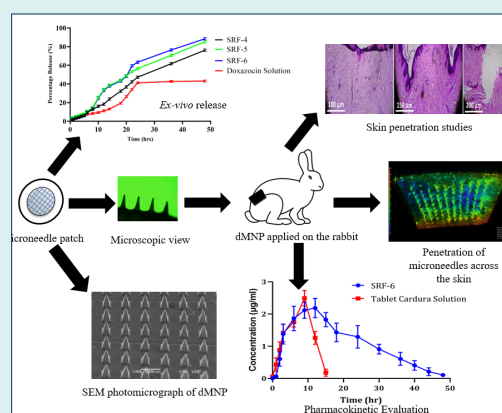 Percentage Release (%)
100
80
60
40
20
0
SRF-4
SRF-5
SRF-6
Doxazocin Solution
Ex-vivo release
0
10
20
30
40
50
Time (hrs)
100 µm
150 µm
200 µm
Skin penetration studies
icroneedle patch
Microscopic view
dMNP applied on the rabbit
Penetration of
microneedles across
the skin
SEM photomicrograph of dMNP
Concentration (µg/ml)
3
2
1
0
SRF-6
Tablet Cardura Solution
0
10
20
30
40
50
Time (hr)
Pharmacokinetic Evaluation